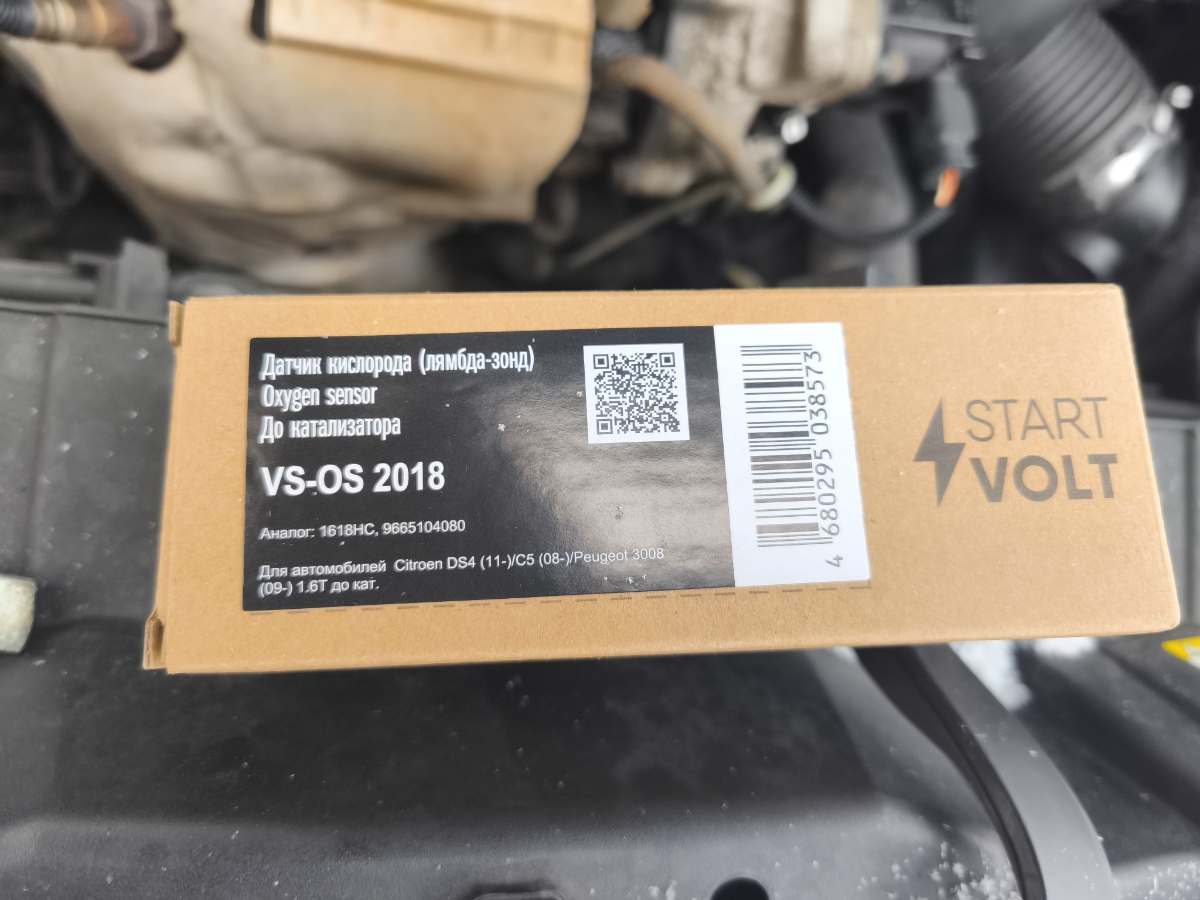 Датчик кислорода (лямбда-зонд)
Oxygen sensor
До катализатора
VS-OS 2018
Аналог: 1618HC, 9665104080
Для автомобилей Citroen DS4 (11-)/C5 (08-)/Peugeot 3008
(09-) 1.6T до кат.
4 680295 038573
START
VOLT